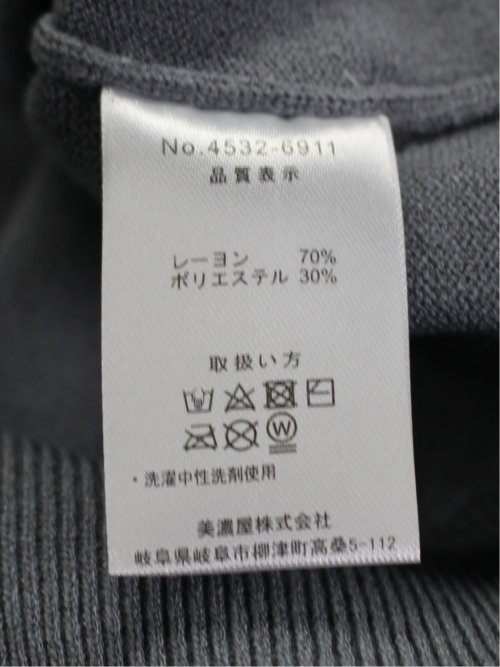 No.4532-6911
品質表示
レーヨン 70%
ポリエステル 30%
取扱い方
W
・洗濯中性洗剤使用
美濃屋株式会社
岐阜県岐阜市柳津町高桑5-112